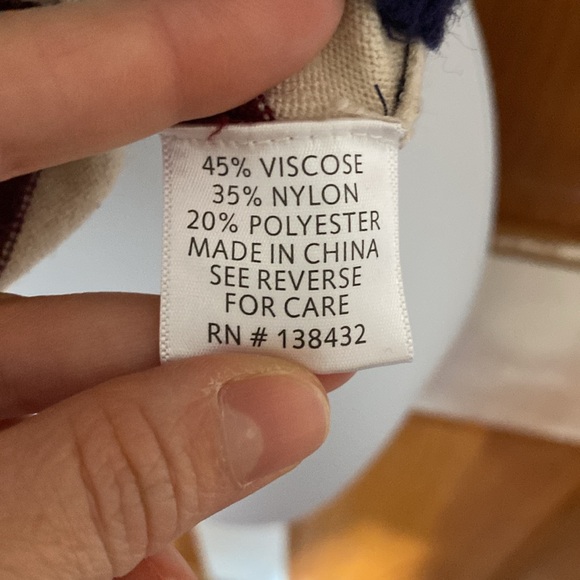 45% VISCOSE
35% NYLON
20% POLYESTER
MADE IN CHINA
SEE REVERSE
FOR CARE
RN # 138432